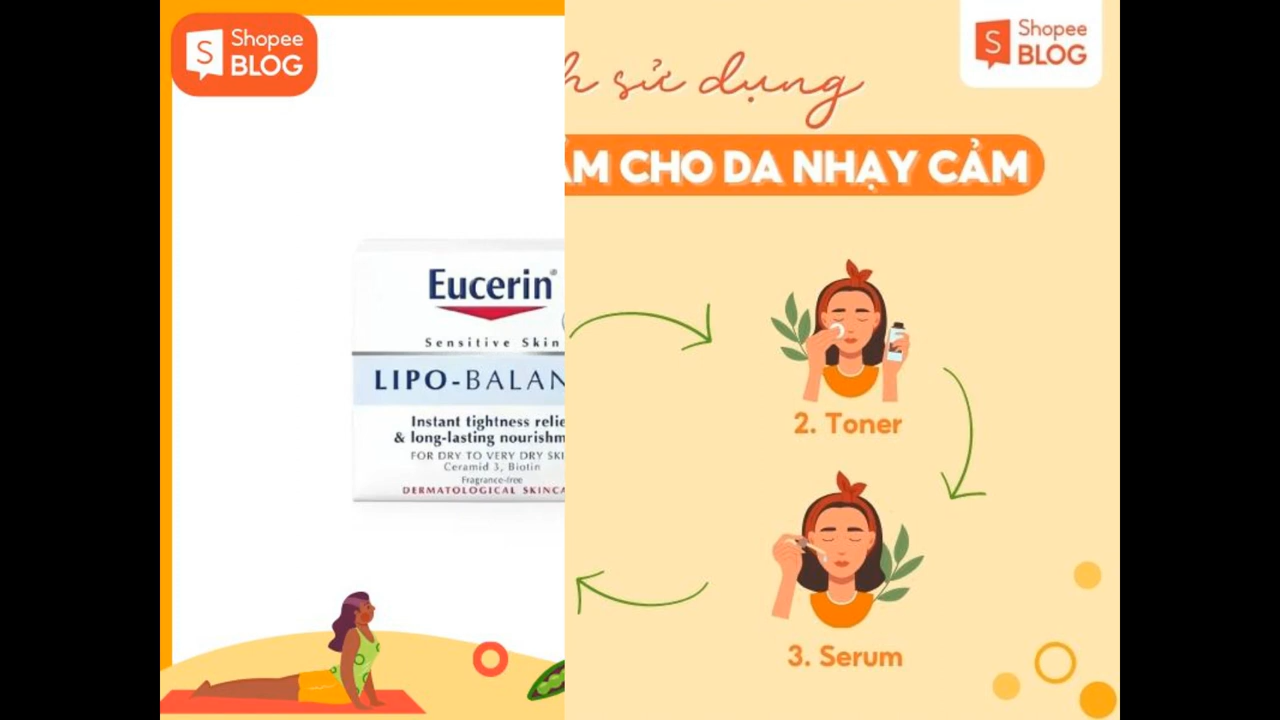 Shopee
BLOG
Eucerin
Sensitive Skin
LIPO-BALAN
Instant tightness relie
& long-lasting nourishm
FOR DRY TO VERY DRY SKI
Ceramid 3, Biotin
Fragrance-free
DERMATOLOGICAL SKINCA
Shopee
BLOG
h sử dụng
ẨM CHO DA NHẠY CẢM
2. Toner
3. Serum